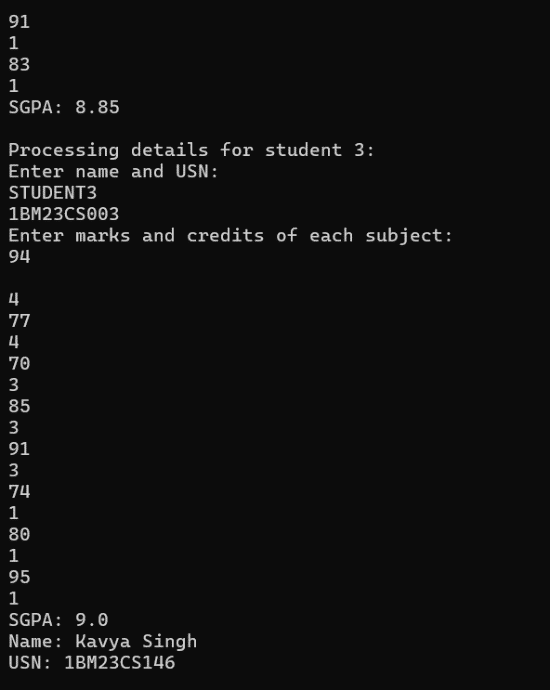 91
1
83
1
SGPA: 8.85
Processing details for student 3:
Enter name and USN:
STUDENT3
1BM23CS003
Enter marks and credits of each subject:
94
4
77
4
70
3
85
3
91
3
74
1
80
1
95
1
SGPA: 9.0
Name: Kavya Singh
USN: 1BM23CS146